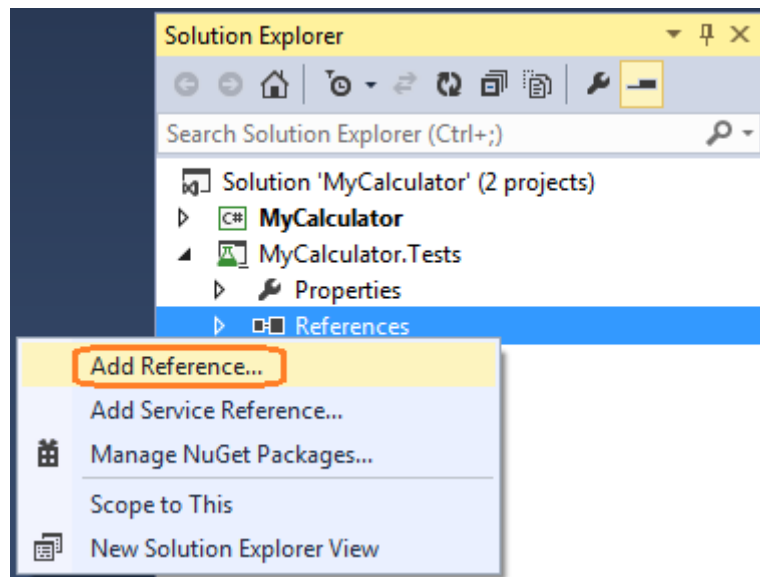 Solution Explorer
Search Solution Explorer (Ctrl+;)
Solution 'MyCalculator' (2 projects)
C# MyCalculator
MyCalculator.Tests
Properties
References
Add Reference...
Add Service Reference...
Manage NuGet Packages...
Scope to This
New Solution Explorer View